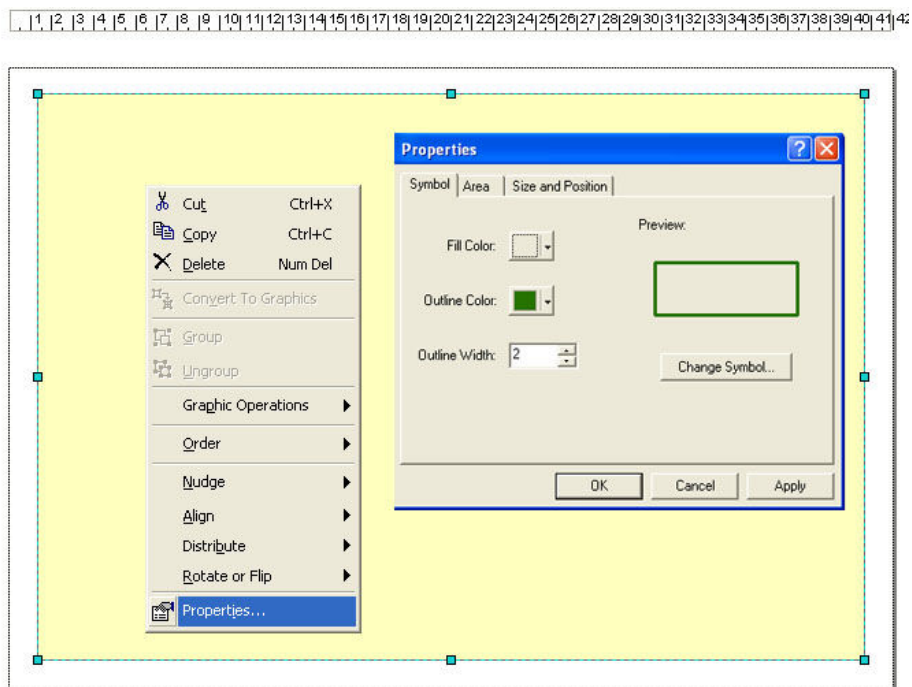 1 2 3 4 5 6 7 8 9 10 11 12 13 14 15 16 17 18 19 20 21 22 23 24 25 26 27 28 29 30 31 32 33 34 35 36 37 38 39 40 41 42
Cut Ctrl+X
Copy Ctrl+C
Delete Num Del
Convert To Graphics
Group
Ungroup
Graphic Operations
Order
Nudge
Align
Distribute
Rotate or Flip
Properties...
Properties
Symbol Area Size and Position
Fill Color:
Preview:
Outline Color:
Outline Width: 2
Change Symbol...
OK Cancel Apply